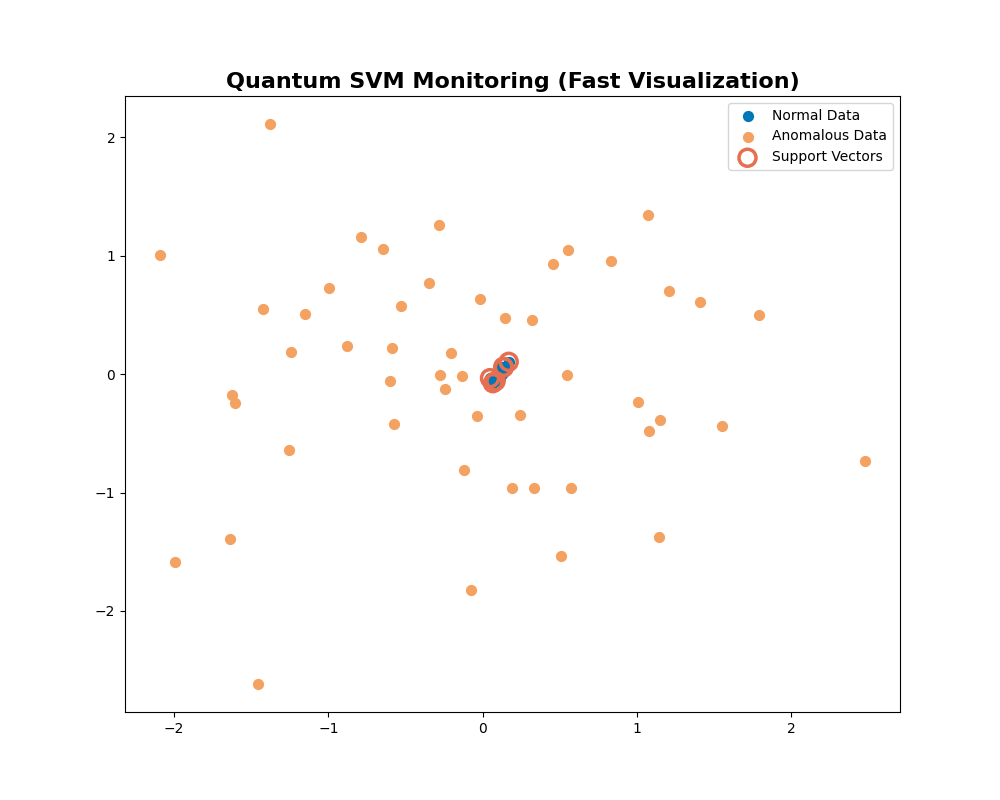 Quantum SVM Monitoring (Fast Visualization)
Normal Data
Anomalous Data
Support Vectors
2
1
0
−1
−2
−2
−1
0
1
2